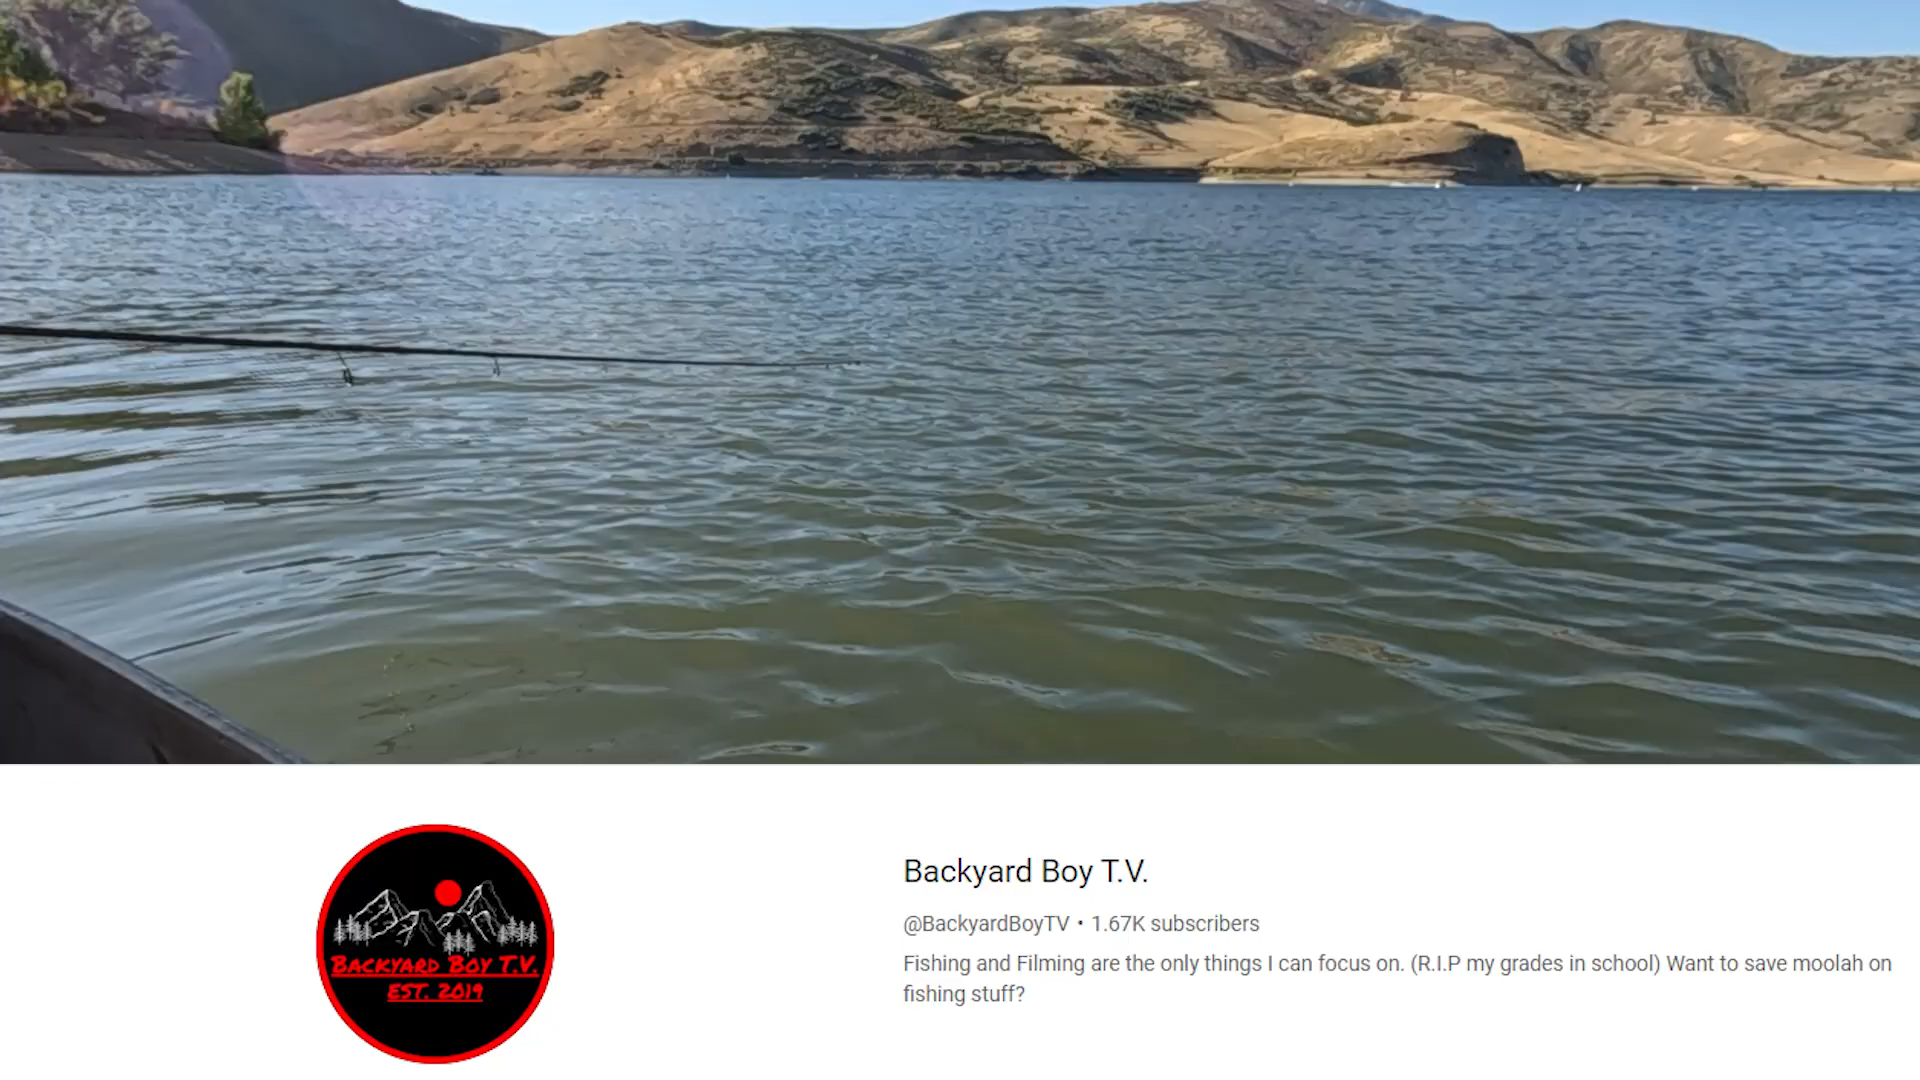 Backyard Boy T.V.
@BackyardBoyTV • 1.67K subscribers
Fishing and Filming are the only things I can focus on. (R.I.P my grades in school) Want to save moolah on
fishing stuff?
BACKYARD BOY T.V.
EST. 2019